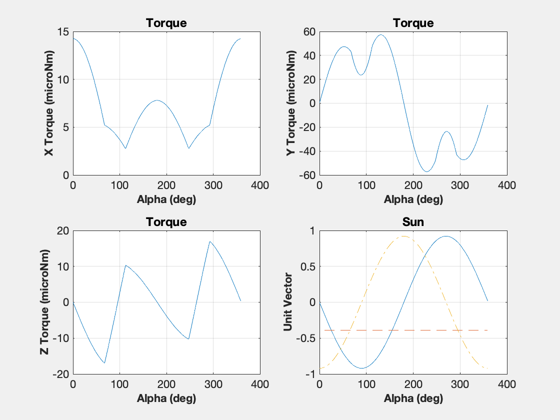 Torque
15
10
5
0
X Torque (microNm)
0 100 200 300 400
Alpha (deg)
Torque
60
40
20
0
-20
-40
-60
Y Torque (microNm)
0 100 200 300 400
Alpha (deg)
Torque
20
10
0
-10
-20
Z Torque (microNm)
0 100 200 300 400
Alpha (deg)
Sun
1
0.5
0
-0.5
-1
Unit Vector
0 100 200 300 400
Alpha (deg)